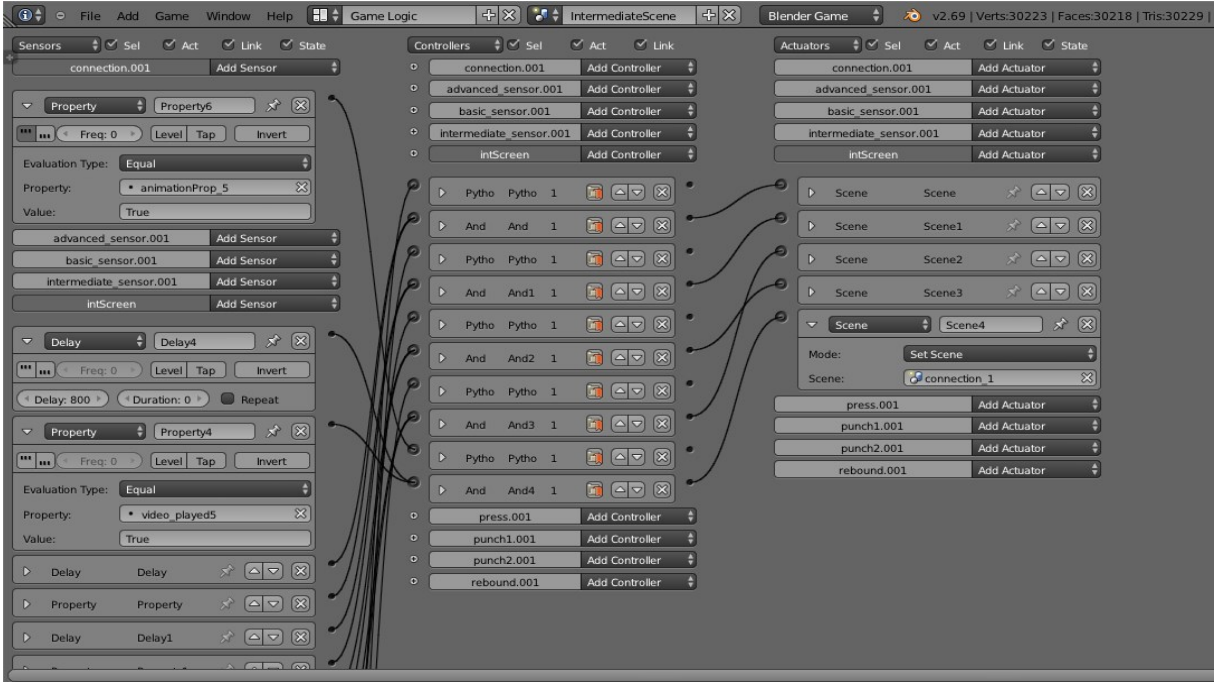 File Add Game Window Help Game Logic IntermediateScene Blender Game v2.69 | Verts:30223 | Faces:30218 | Tris:30229 |
Sensors Sel Act Link State
connection.001 Add Sensor
Property Property6
Freq: 0 Level Tap Invert
Evaluation Type: Equal
Property: • animationProp_5
Value: True
advanced_sensor.001 Add Sensor
basic_sensor.001 Add Sensor
intermediate_sensor.001 Add Sensor
intScreen Add Sensor
Delay Delay4
Freq: 0 Level Tap Invert
Delay: 800 Duration: 0 Repeat
Property Property4
Freq: 0 Level Tap Invert
Evaluation Type: Equal
Property: • video_played5
Value: True
Delay Delay
Property Property
Delay Delay1
Controllers Sel Act Link
connection.001 Add Controller
advanced_sensor.001 Add Controller
basic_sensor.001 Add Controller
intermediate_sensor.001 Add Controller
intScreen Add Controller
Pytho Pytho 1
And And 1
Pytho Pytho 1
And And1 1
Pytho Pytho 1
And And2 1
Pytho Pytho 1
And And3 1
Pytho Pytho 1
And And4 1
press.001 Add Controller
punch1.001 Add Controller
punch2.001 Add Controller
rebound.001 Add Controller
Actuators Sel Act Link State
connection.001 Add Actuator
advanced_sensor.001 Add Actuator
basic_sensor.001 Add Actuator
intermediate_sensor.001 Add Actuator
intScreen Add Actuator
Scene Scene
Scene Scene1
Scene Scene2
Scene Scene3
Scene Scene4
Mode: Set Scene
Scene: connection_1
press.001 Add Actuator
punch1.001 Add Actuator
punch2.001 Add Actuator
rebound.001 Add Actuator